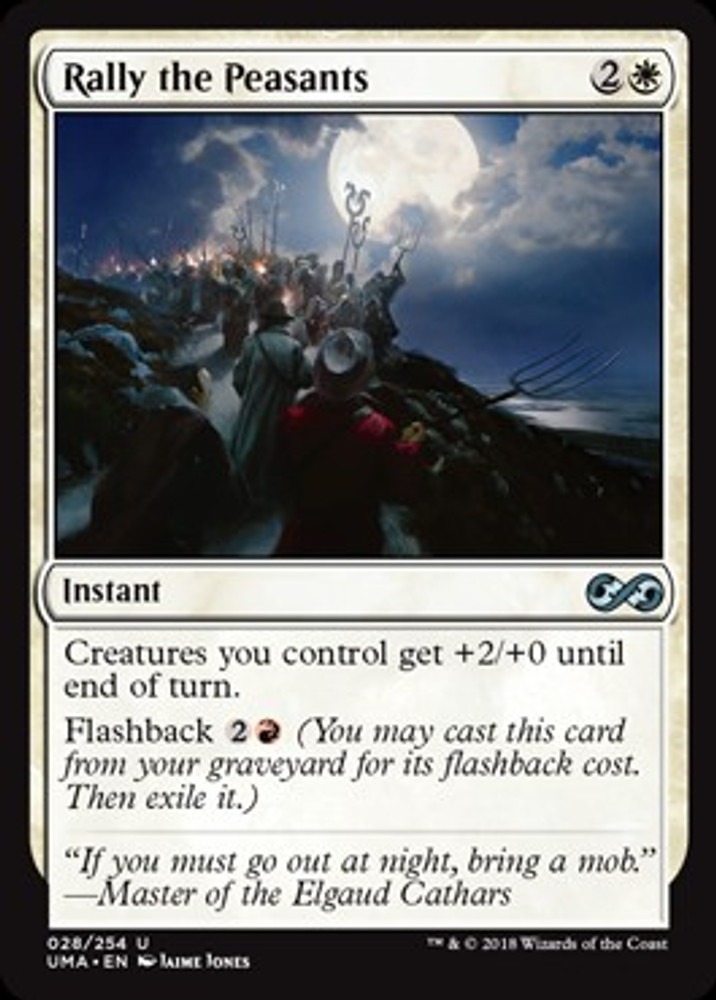 Rally the Peasants 2
Instant
Creatures you control get +2/+0 until
end of turn.
Flashback 2 (You may cast this card
from your graveyard for its flashback cost.
Then exile it.)
“If you must go out at night, bring a mob.”
—Master of the Elgaud Cathars
028/254 U
™ & © 2018 Wizards of the Coast
UMA • EN Jaime Jones